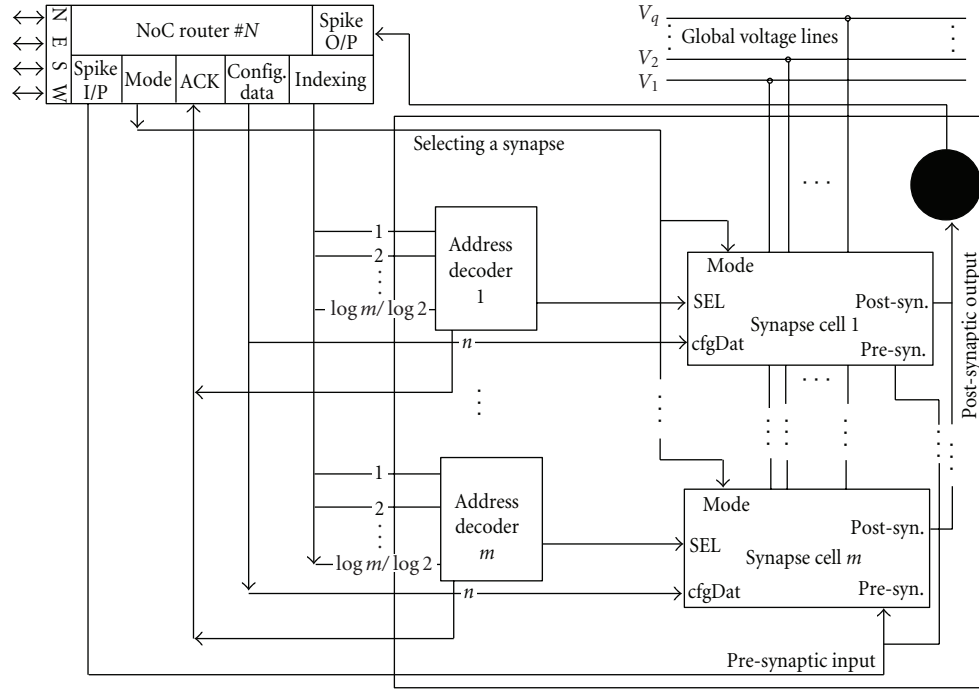 N
E
S
W
NoC router #N
Spike
O/P
Spike
I/P
Mode
ACK
Config.
data
Indexing
Vq
Global voltage lines
V2
V1
Selecting a synapse
1
2
log m/ log 2
Address
decoder
1
n
Mode
SEL
cfgDat
Synapse cell 1
Post-syn.
Pre-syn.
Post-synaptic output
1
2
log m/ log 2
Address
decoder
m
n
Mode
SEL
cfgDat
Synapse cell m
Post-syn.
Pre-syn.
Pre-synaptic input